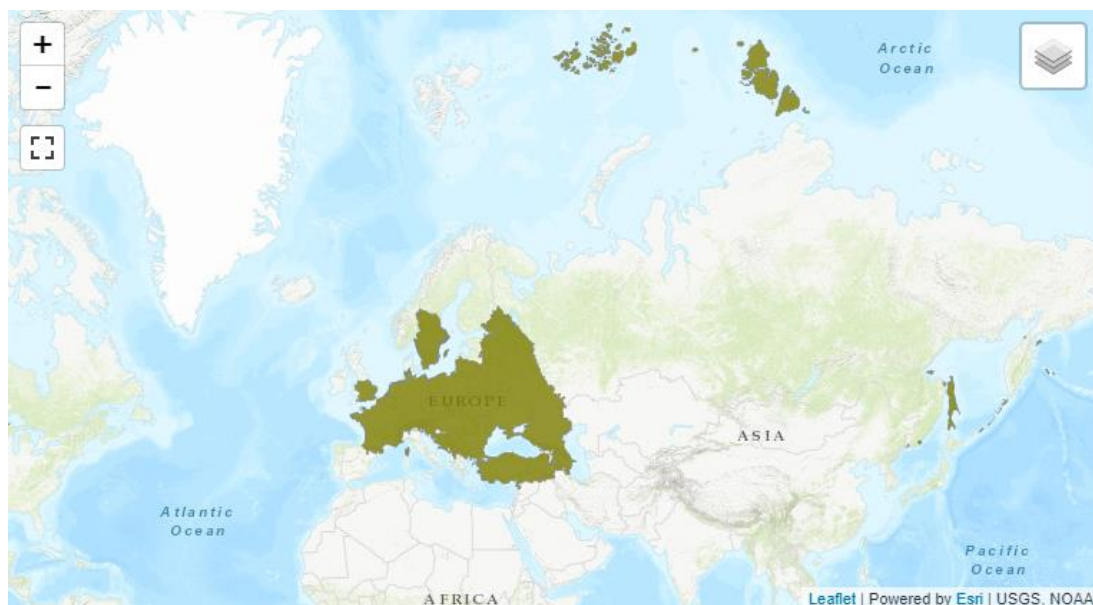 +
−
Arctic
Ocean
EUROPE
ASIA
Atlantic
Ocean
Pacific
Ocean
AFRICA
Leaflet | Powered by Esri | USGS, NOAA